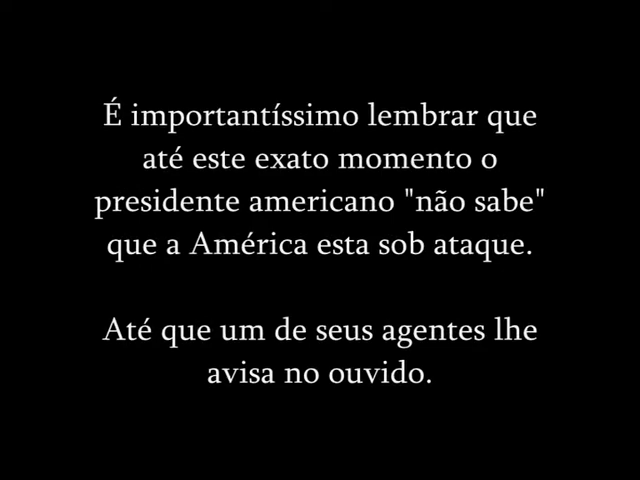 É importantíssimo lembrar que
até este exato momento o
presidente americano "não sabe"
que a América esta sob ataque.
Até que um de seus agentes lhe
avisa no ouvido.